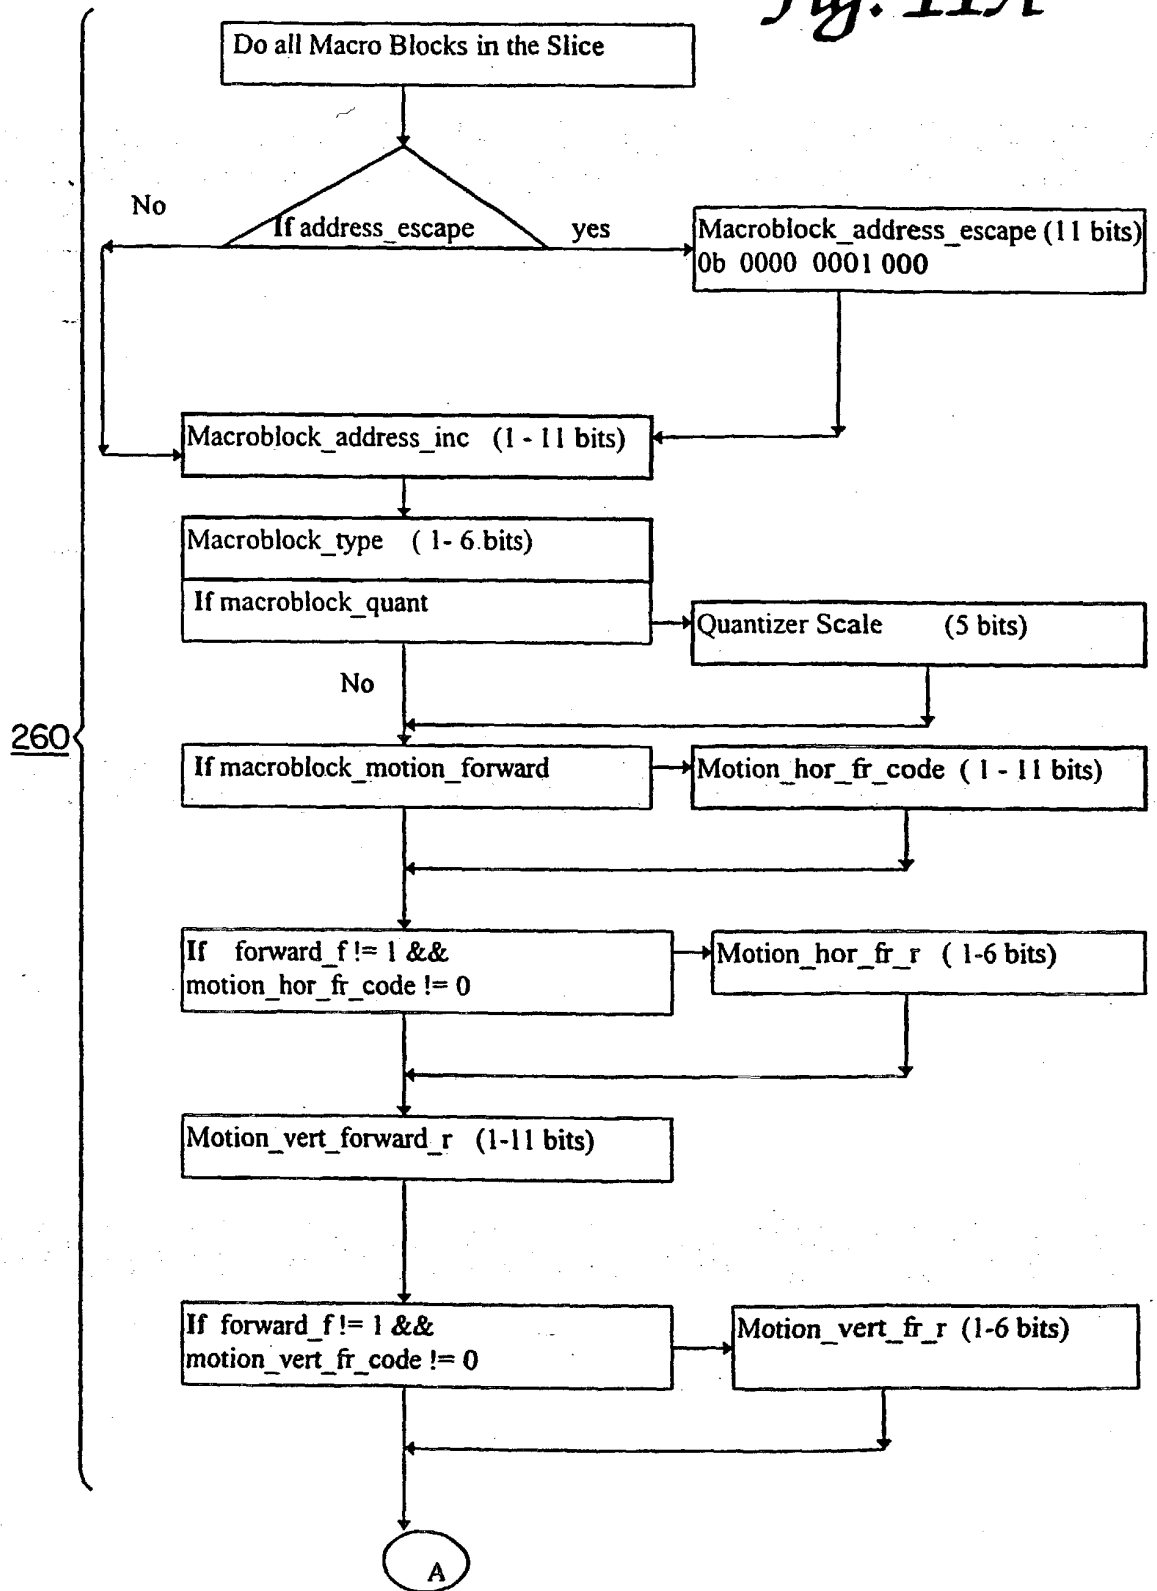 Fig. 11A
Do all Macro Blocks in the Slice
No
If address_escape
yes
Macroblock_address_escape (11 bits)
0b 0000 0001 000
Macroblock_address_inc (1 - 11 bits)
Macroblock_type ( 1- 6.bits)
If macroblock_quant
Quantizer Scale (5 bits)
No
260
If macroblock_motion_forward
Motion_hor_fr_code ( 1 - 11 bits)
If forward_f != 1 &&
motion_hor_fr_code != 0
Motion_hor_fr_r ( 1-6 bits)
Motion_vert_forward_r (1-11 bits)
If forward_f != 1 &&
motion_vert_fr_code != 0
Motion_vert_fr_r (1-6 bits)
A